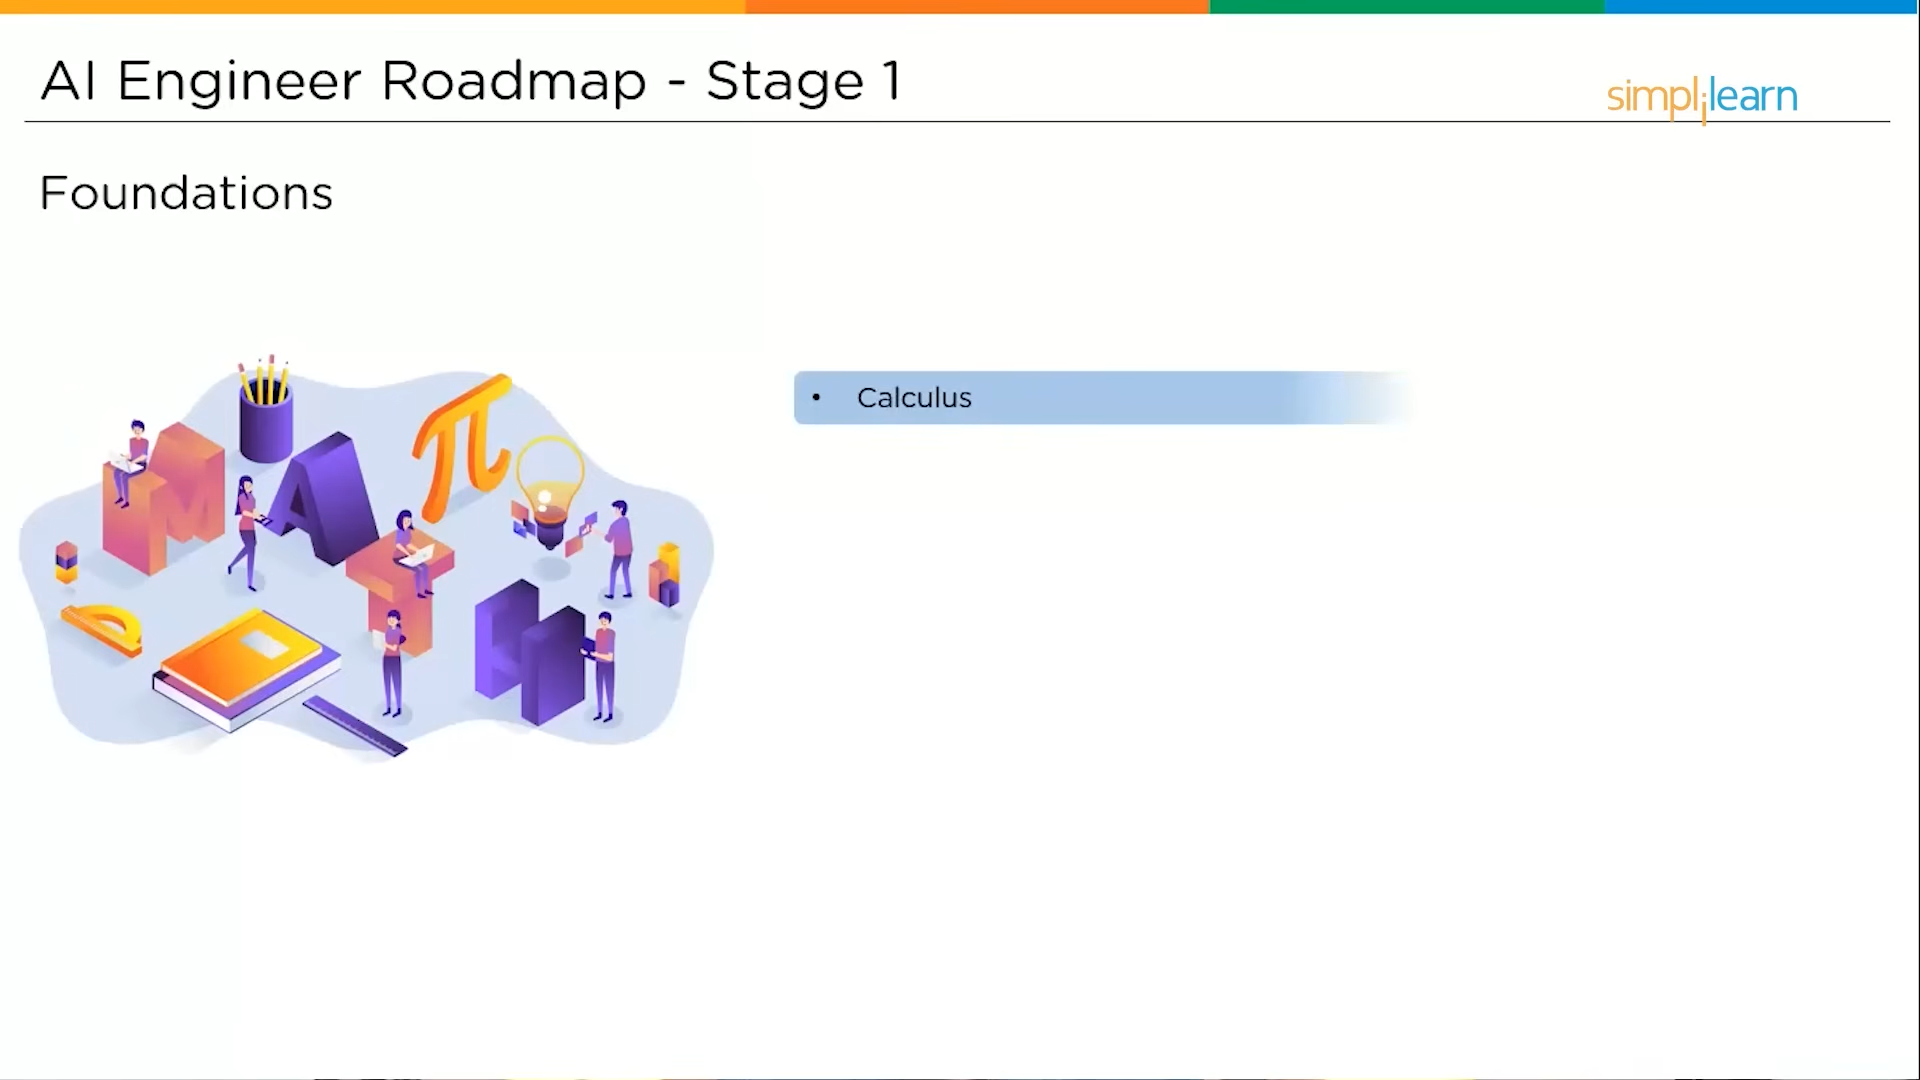 AI Engineer Roadmap - Stage 1
simplilearn
Foundations
M
A
π
T
H
• Calculus